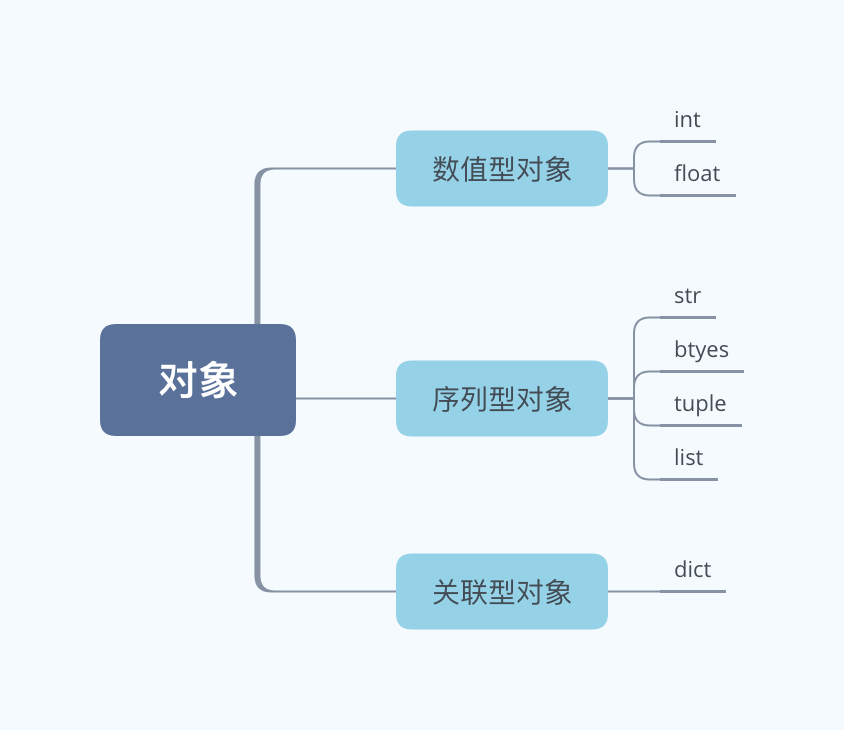 对象
数值型对象
int
float
序列型对象
str
btyes
tuple
list
关联型对象
dict